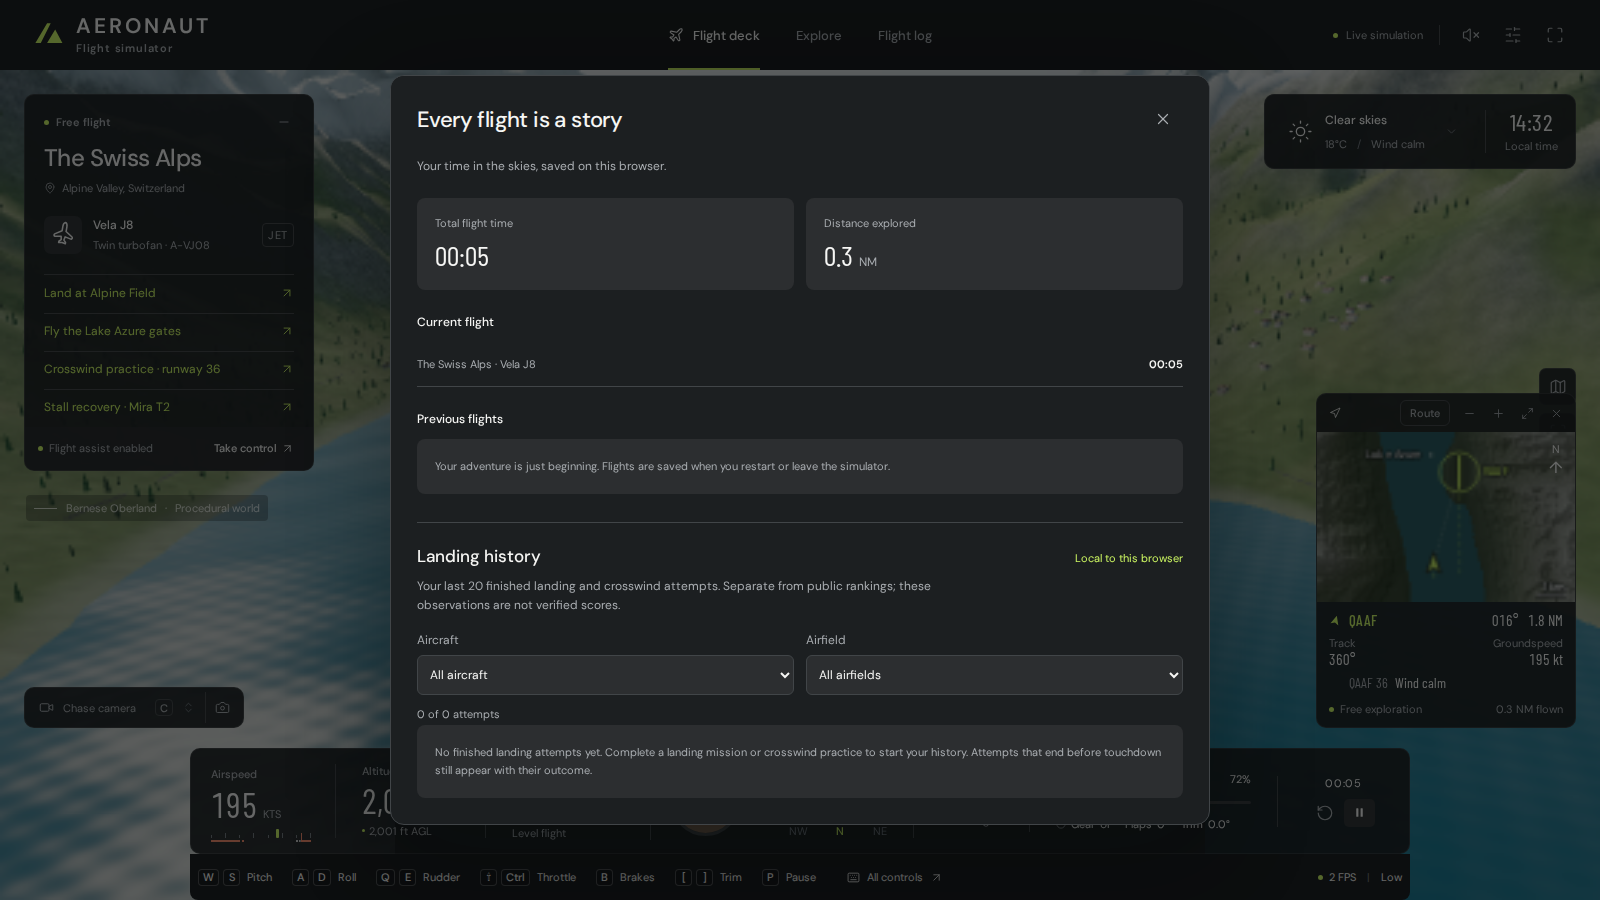 AERONAUT
Flight simulator
Flight deck
Explore
Flight log
Live simulation
Free flight
The Swiss Alps
Alpine Valley, Switzerland
Vela J8
Twin turbofan · A-VJ08
JET
Land at Alpine Field
Fly the Lake Azure gates
Crosswind practice · runway 36
Stall recovery · Mira T2
Flight assist enabled
Take control
Bernese Oberland · Procedural world
Every flight is a story
Your time in the skies, saved on this browser.
Total flight time
00:05
Distance explored
0.3 NM
Current flight
The Swiss Alps · Vela J8
00:05
Previous flights
Your adventure is just beginning. Flights are saved when you restart or leave the simulator.
Landing history
Local to this browser
Your last 20 finished landing and crosswind attempts. Separate from public rankings; these
observations are not verified scores.
Aircraft
All aircraft
Airfield
All airfields
0 of 0 attempts
No finished landing attempts yet. Complete a landing mission or crosswind practice to start your history. Attempts that end before touchdown
still appear with their outcome.
Clear skies
18°C / Wind calm
14:32
Local time
Route
N
QAAF
016° 1.8 NM
Track
360°
Groundspeed
195 kt
QAAF 36 Wind calm
Free exploration
0.3 NM flown
Chase camera
C
Airspeed
195 KTS
2,001 ft AGL
Level flight
NW N NE
72%
0.0°
00:05
W S Pitch
A D Roll
Q E Rudder
⇧ Ctrl Throttle
B Brakes
[ ] Trim
P Pause
All controls
2 FPS | Low